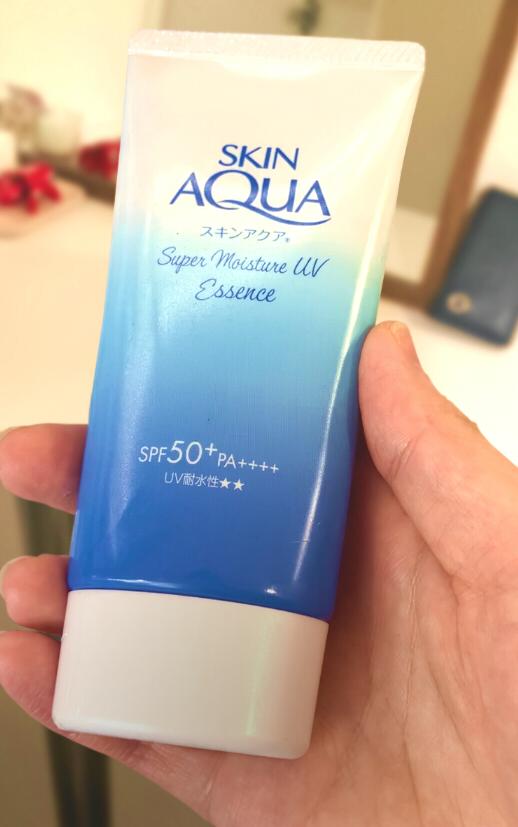 SKIN
AQUA
スキンアクア®
Super Moisture UV
Essence
SPF50+PA++++
UV耐水性★★